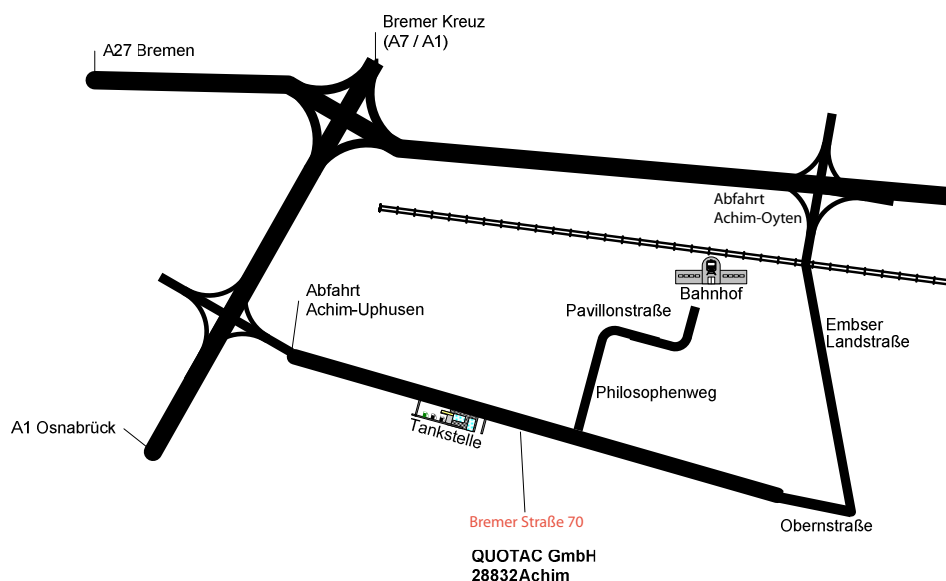 Bremer Kreuz
(A7 / A1)
A27 Bremen
Abfahrt
Achim-Oyten
Bahnhof
Abfahrt
Achim-Uphusen
Pavillonstraße
Embser
Landstraße
Philosophenweg
A1 Osnabrück
Tankstelle
Bremer Straße 70
Obernstraße
QUOTAC GmbH
28832Achim